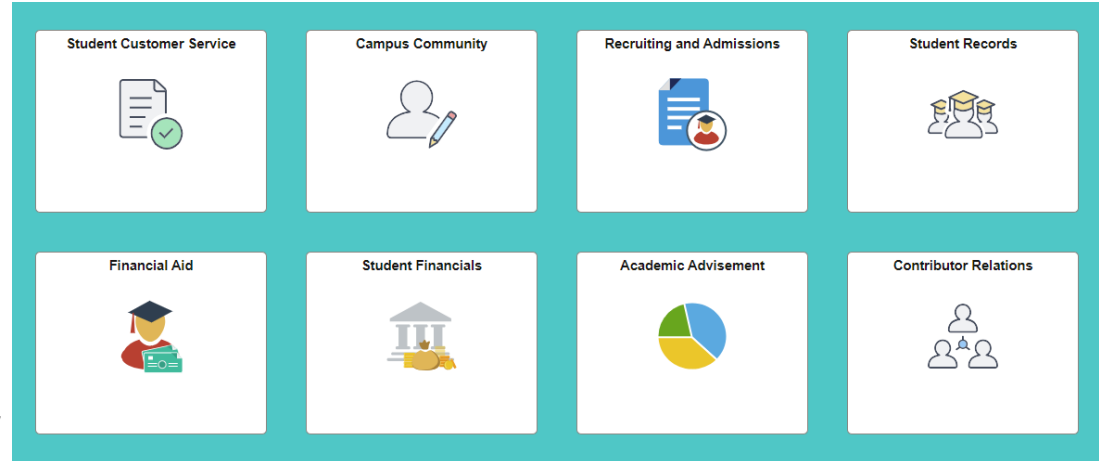 Student Customer Service
Campus Community
Recruiting and Admissions
Student Records
Financial Aid
Student Financials
Academic Advisement
Contributor Relations